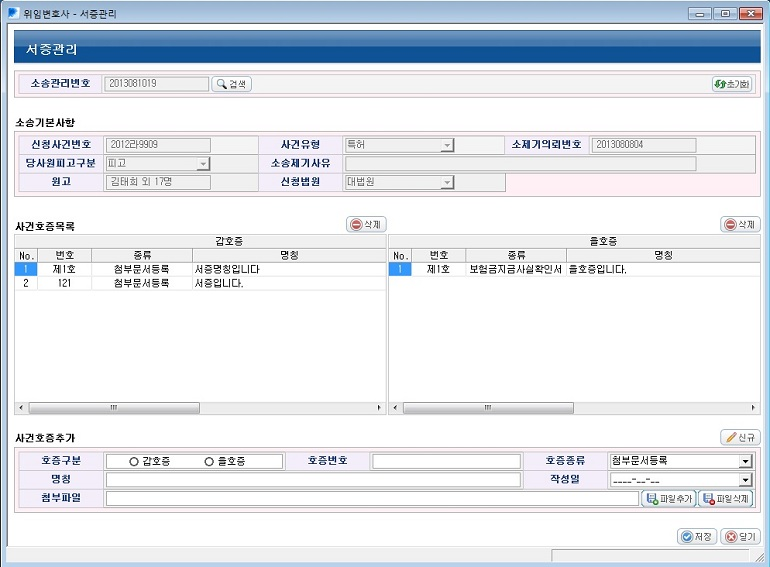 위임변호사 - 서증관리
서증관리
소송관리번호 2013081019 검색 초기화
소송기본사항
신청사건번호 2012라9909 사건유형 특허 소제기의뢰번호 2013080804
당사원피고구분 피고 소송제기사유
원고 김태희 외 17명 신청법원 대법원
사건호증목록 삭제 삭제
갑호증 을호증
No. 번호 종류 명칭 No. 번호 종류 명칭
1 제1호 첨부문서등록 서증명칭입니다 1 제1호 보험금지급사실확인서 을호증입니다.
2 121 첨부문서등록 서증입니다.
사건호증추가 신규
호증구분 갑호증 을호증 호증번호 호증종류 첨부문서등록
명칭 작성일 ____-__-__
첨부파일 파일추가 파일삭제
저장 닫기